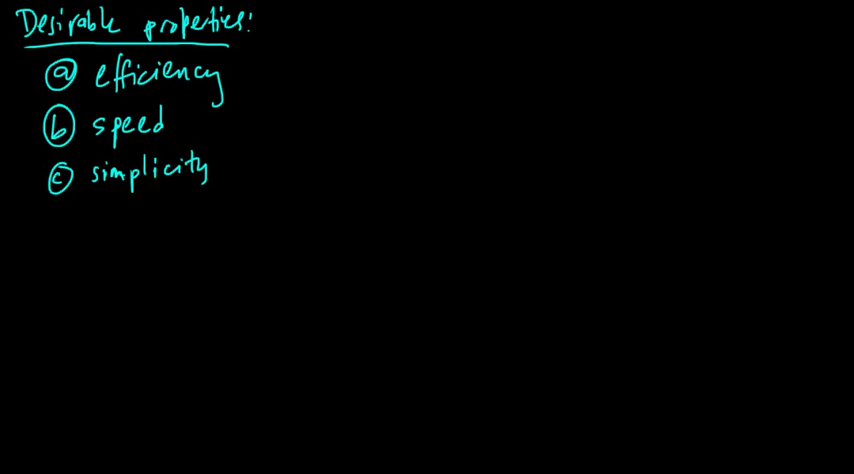 Desirable properties:
ⓐ efficiency
ⓑ speed
ⓒ simplicity